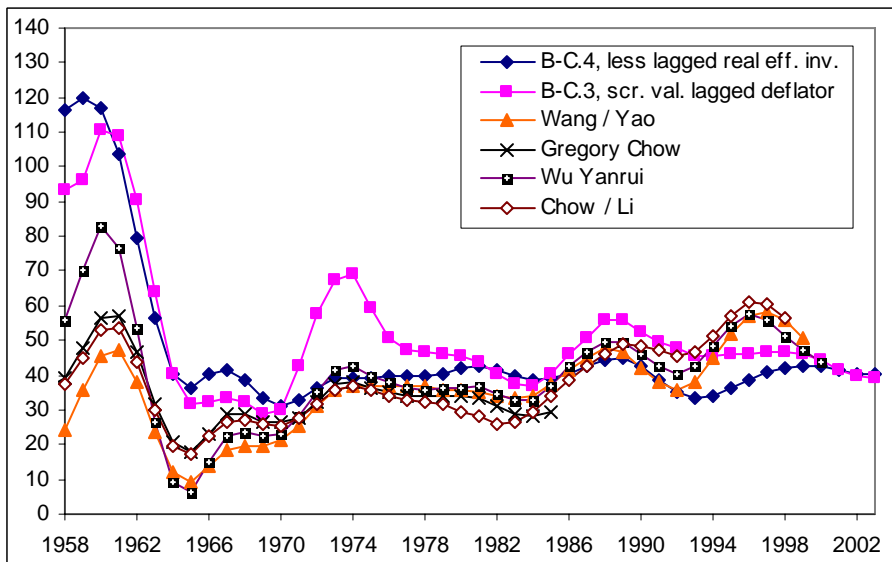 140
130
120
110
100
90
80
70
60
50
40
30
20
10
0
B-C.4, less lagged real eff. inv.
B-C.3, scr. val. lagged deflator
Wang / Yao
Gregory Chow
Wu Yanrui
Chow / Li
1958 1962 1966 1970 1974 1978 1982 1986 1990 1994 1998 2002